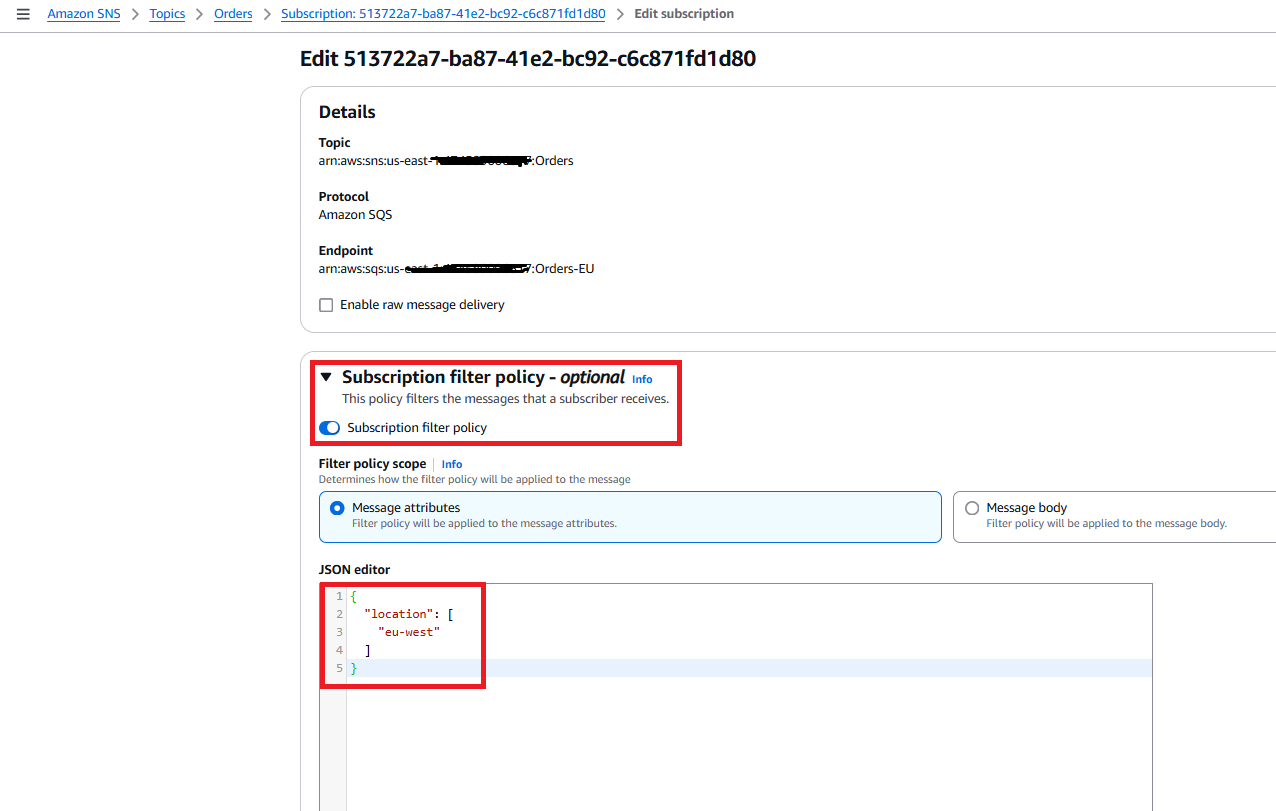 Amazon SNS > Topics > Orders > Subscription: 513722a7-ba87-41e2-bc92-c6c871fd1d80 > Edit subscription
Edit 513722a7-ba87-41e2-bc92-c6c871fd1d80
Details
Topic
arn:aws:sns:us-east- :Orders
Protocol
Amazon SQS
Endpoint
arn:aws:sqs:us- :Orders-EU
Enable raw message delivery
Subscription filter policy - optional Info
This policy filters the messages that a subscriber receives.
Subscription filter policy
Filter policy scope Info
Determines how the filter policy will be applied to the message
Message attributes
Filter policy will be applied to the message attributes.
Message body
Filter policy will be applied to the message body.
JSON editor
1 {
2 "location": [
3 "eu-west"
4 ]
5 }